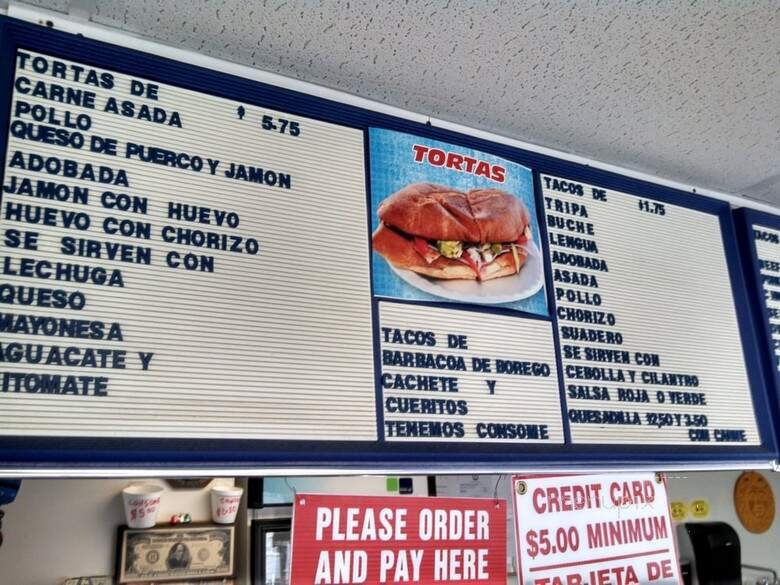 TORTAS DE
CARNE ASADA $ 5.75
POLLO
QUESO DE PUERCO Y JAMON
ADOBADA
JAMON CON HUEVO
HUEVO CON CHORIZO
SE SIRVEN CON
LECHUGA
QUESO
MAYONESA
AGUACATE Y
ITOMATE
TORTAS
TACOS DE
BARBACOA DE BOREGO
CACHETE Y
CUERITOS
TENEMOS CONSOME
TACOS DE $1.75
TRIPA
BUCHE
LENGUA
ADOBADA
ASADA
POLLO
CHORIZO
SUADERO
SE SIRVEN CON
CEBOLLA Y CILANTRO
SALSA ROJA O VERDE
QUESADILLA $2,50 Y 3.50
CON CARNE
TACOS
PLEASE ORDER
AND PAY HERE
CREDIT CARD
$5.00 MINIMUM
TARJETA DE